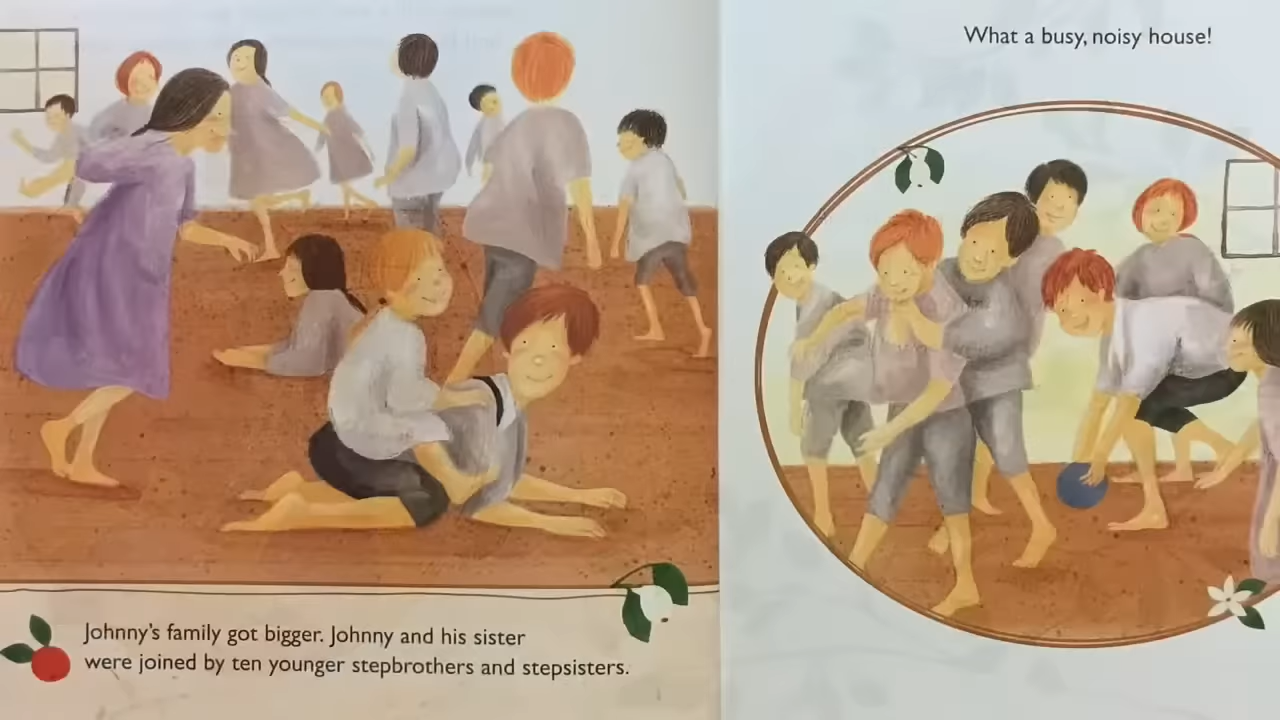 Johnny's family got bigger. Johnny and his sister
were joined by ten younger stepbrothers and stepsisters.
What a busy, noisy house!